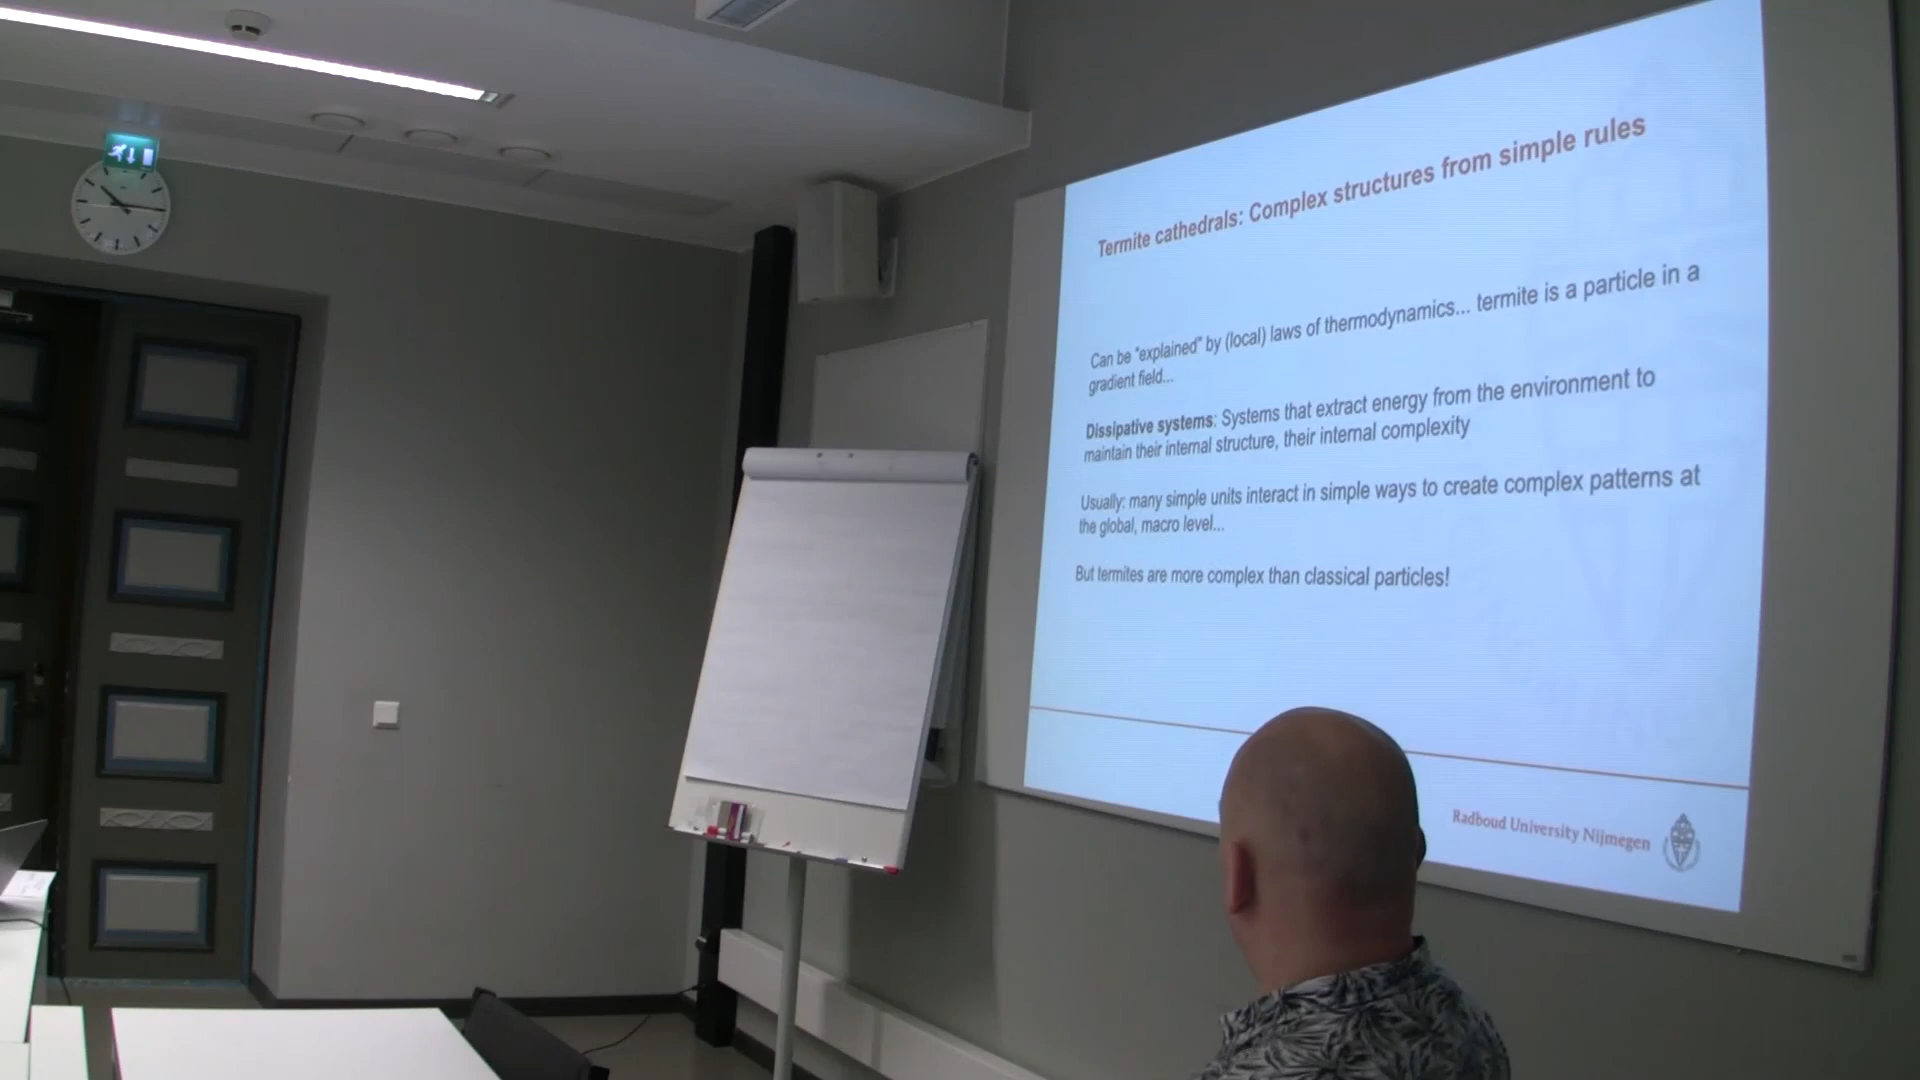 Termite cathedrals: Complex structures from simple rules
Can be "explained" by (local) laws of thermodynamics... termite is a particle in a
gradient field...
Dissipative systems: Systems that extract energy from the environment to
maintain their internal structure, their internal complexity
Usually: many simple units interact in simple ways to create complex patterns at
the global, macro level...
But termites are more complex than classical particles!
Radboud University Nijmegen